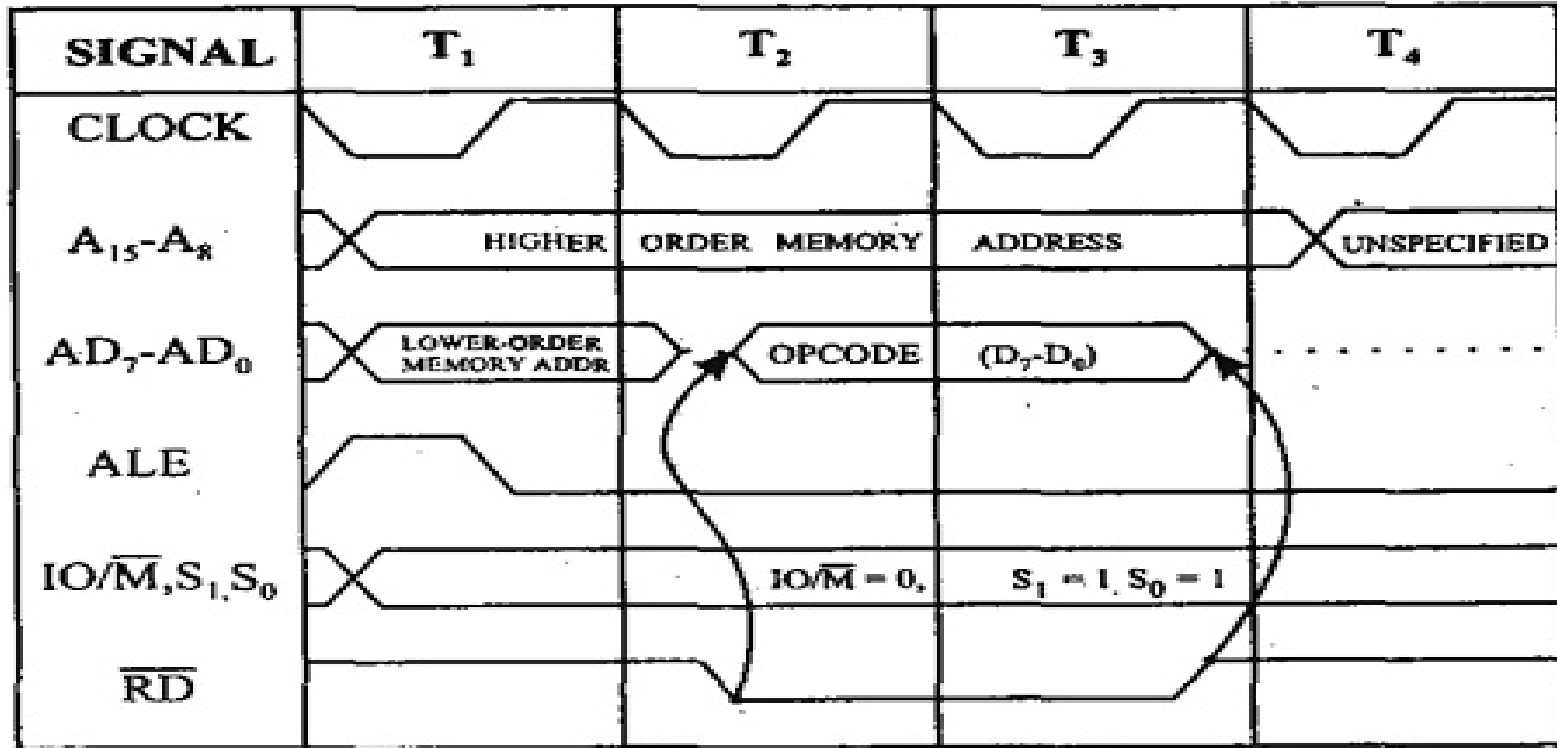 SIGNAL T₁ T₂ T₃ T₄
CLOCK
A₁₅-A₈ HIGHER ORDER MEMORY ADDRESS UNSPECIFIED
AD₇-AD₀ LOWER-ORDER MEMORY ADDR OPCODE (D₇-D₀)
ALE
IO/M̅,S₁,S₀ IO/M̅ = 0, S₁ = 1, S₀ = 1
R̅D̅